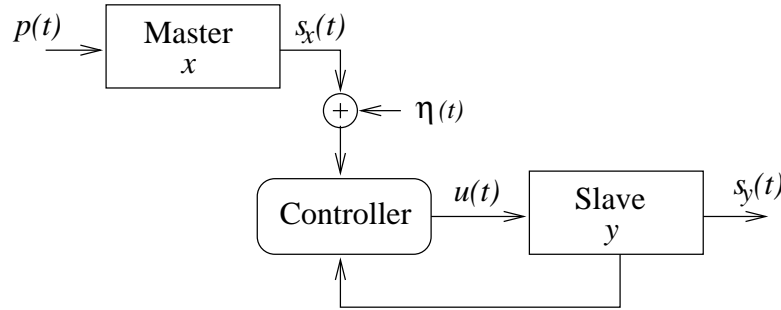 p(t)
Master
x
s_x(t)
+
η(t)
Controller
u(t)
Slave
y
s_y(t)